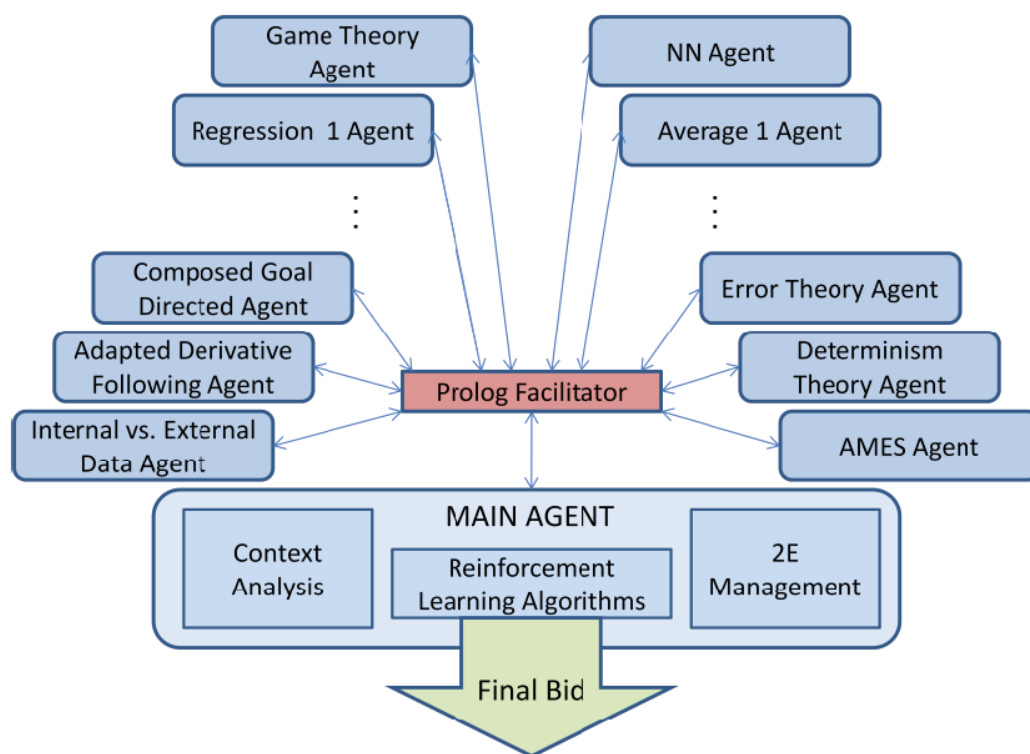 Game Theory
Agent
NN Agent
Regression 1 Agent
Average 1 Agent
⋮
⋮
Composed Goal
Directed Agent
Error Theory Agent
Adapted Derivative
Following Agent
Determinism
Theory Agent
Prolog Facilitator
Internal vs. External
Data Agent
AMES Agent
MAIN AGENT
Context
Analysis
Reinforcement
Learning Algorithms
2E
Management
Final Bid